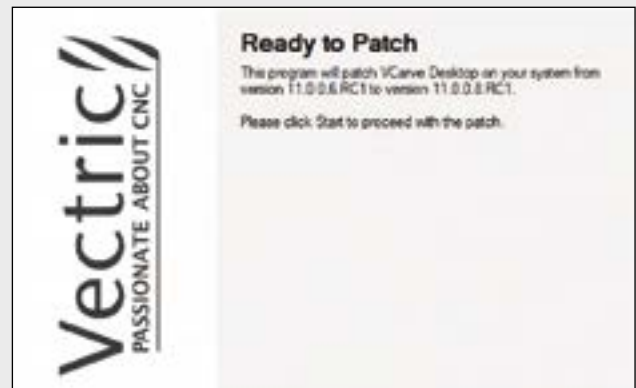 Vectric
PASSIONATE ABOUT CNC
Ready to Patch
This program will patch VCarve Desktop on your system from
version 11.0.0.6.RC1 to version 11.0.0.8.RC1.
Please click Start to proceed with the patch.